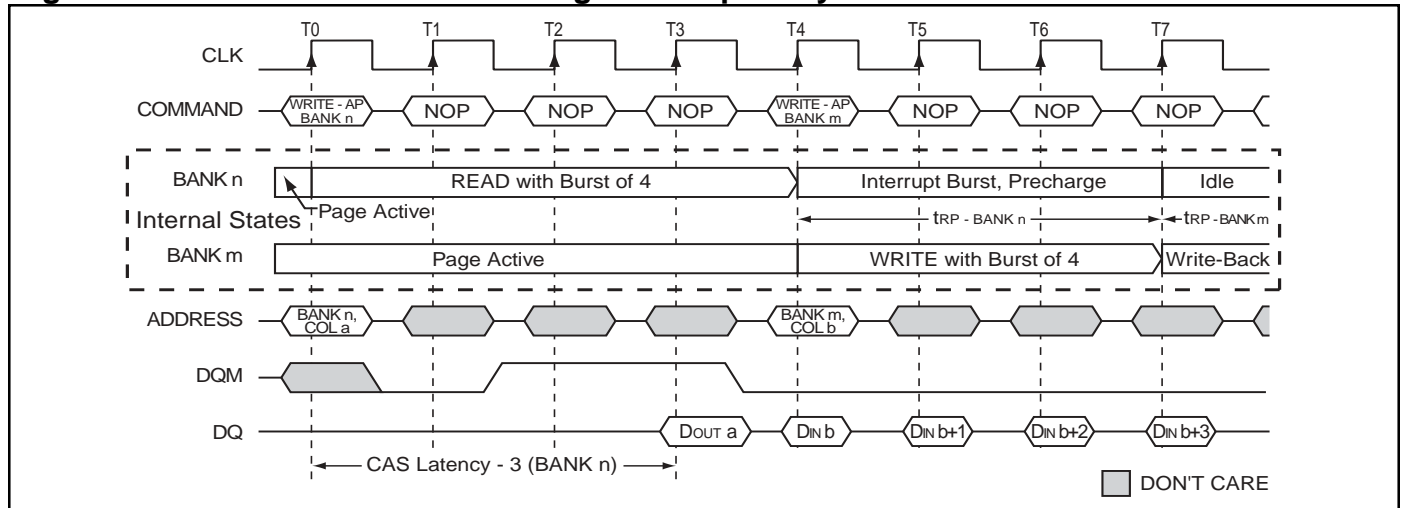 T0 T1 T2 T3 T4 T5 T6 T7
CLK
COMMAND WRITE - AP BANK n NOP NOP NOP WRITE - AP BANK m NOP NOP NOP
BANK n READ with Burst of 4 Interrupt Burst, Precharge Idle
Internal States Page Active tRP - BANK n tRP - BANK m
BANK m Page Active WRITE with Burst of 4 Write-Back
ADDRESS BANK n, COL a BANK m, COL b
DQM
DQ DOUT a DIN b DIN b+1 DIN b+2 DIN b+3
CAS Latency - 3 (BANK n)
DON'T CARE